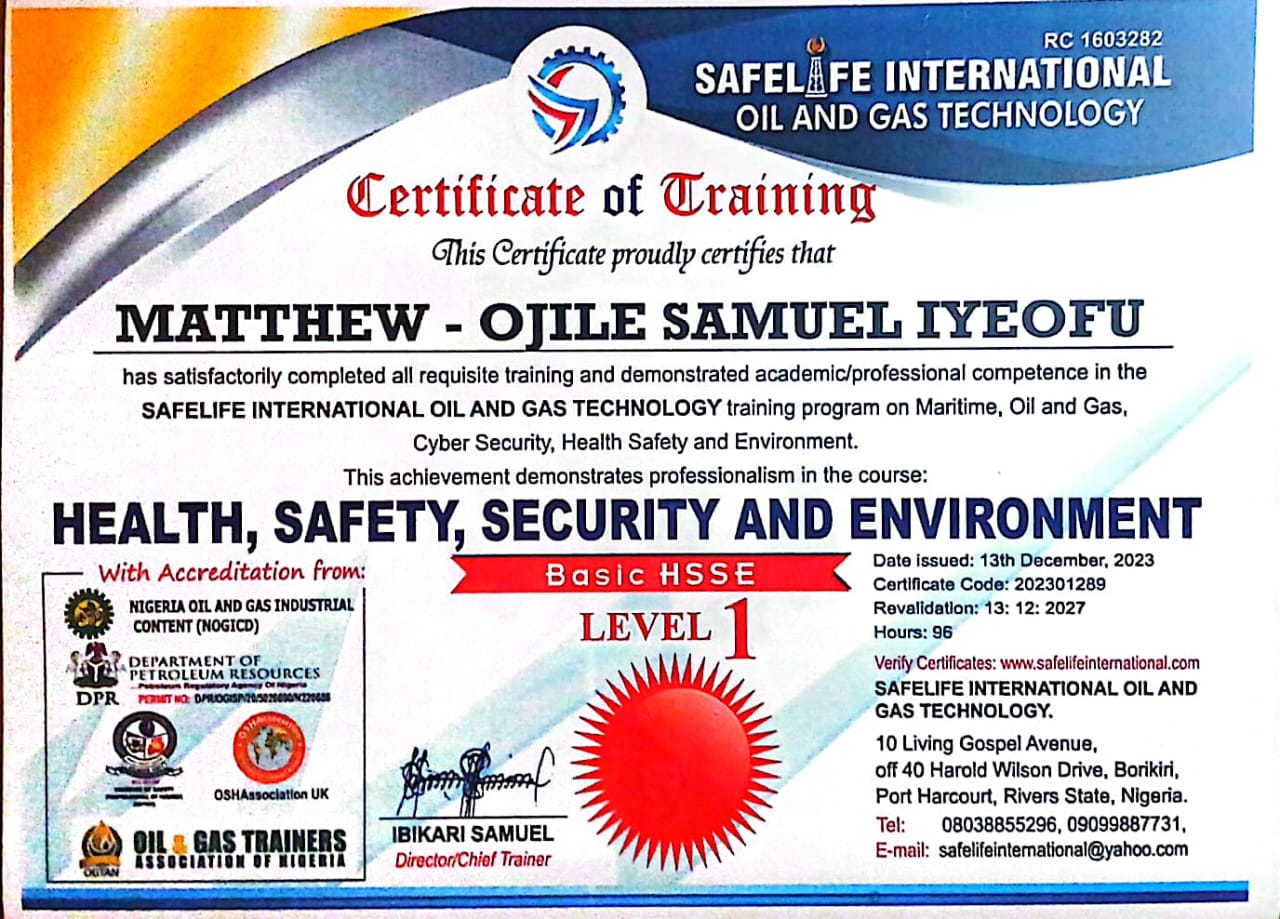 RC 1603282
SAFELIFE INTERNATIONAL
OIL AND GAS TECHNOLOGY
Certificate of Training
This Certificate proudly certifies that
MATTHEW - OJILE SAMUEL IYEOFU
has satisfactorily completed all requisite training and demonstrated academic/professional competence in the
SAFELIFE INTERNATIONAL OIL AND GAS TECHNOLOGY training program on Maritime, Oil and Gas,
Cyber Security, Health Safety and Environment.
This achievement demonstrates professionalism in the course:
HEALTH, SAFETY, SECURITY AND ENVIRONMENT
With Accreditation from:
NIGERIA OIL AND GAS INDUSTRIAL
CONTENT (NOGICD)
DEPARTMENT OF
PETROLEUM RESOURCES
Petroleum Regulatory Agency Of Nigeria
DPR PERMIT NO:
OSHAssociation UK
OIL & GAS TRAINERS
ASSOCIATION OF NIGERIA
OGTAN
Basic HSSE
LEVEL 1
IBIKARI SAMUEL
Director/Chief Trainer
Date issued: 13th December, 2023
Certificate Code: 202301289
Revalidation: 13: 12: 2027
Hours: 96
Verify Certificates: www.safelifeinternational.com
SAFELIFE INTERNATIONAL OIL AND
GAS TECHNOLOGY.
10 Living Gospel Avenue,
off 40 Harold Wilson Drive, Borikiri,
Port Harcourt, Rivers State, Nigeria.
Tel: 08038855296, 09099887731,
E-mail: safelifeinternational@yahoo.com